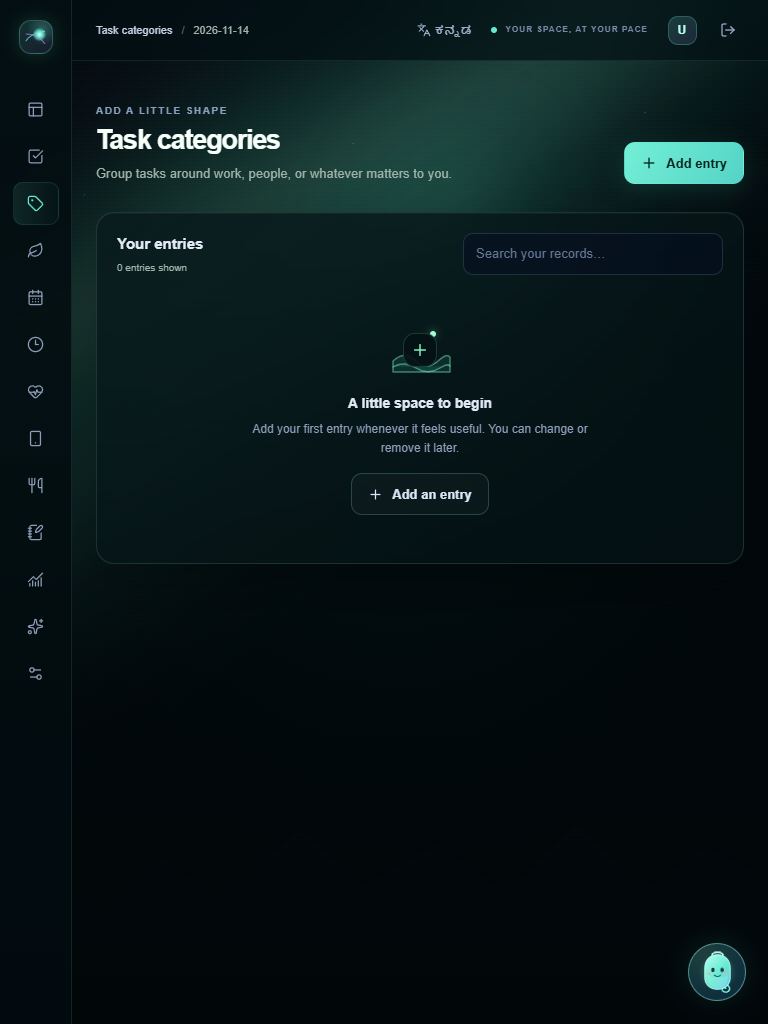 Task categories / 2026-11-14
ಕನ್ನಡ
YOUR SPACE, AT YOUR PACE
U
ADD A LITTLE SHAPE
Task categories
Group tasks around work, people, or whatever matters to you.
Add entry
Your entries
0 entries shown
Search your records…
A little space to begin
Add your first entry whenever it feels useful. You can change or
remove it later.
Add an entry